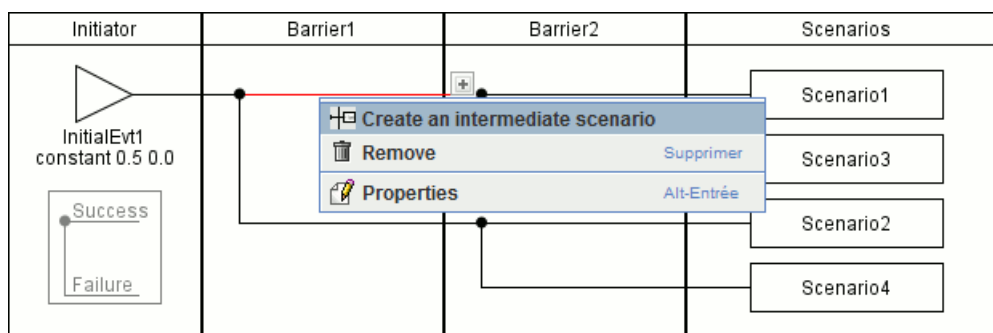 Initiator
Barrier1
Barrier2
Scenarios
Scenario1
Create an intermediate scenario
InitialEvt1
constant 0.5 0.0
Remove Supprimer
Scenario3
Properties Alt-Entrée
Success
Scenario2
Failure
Scenario4